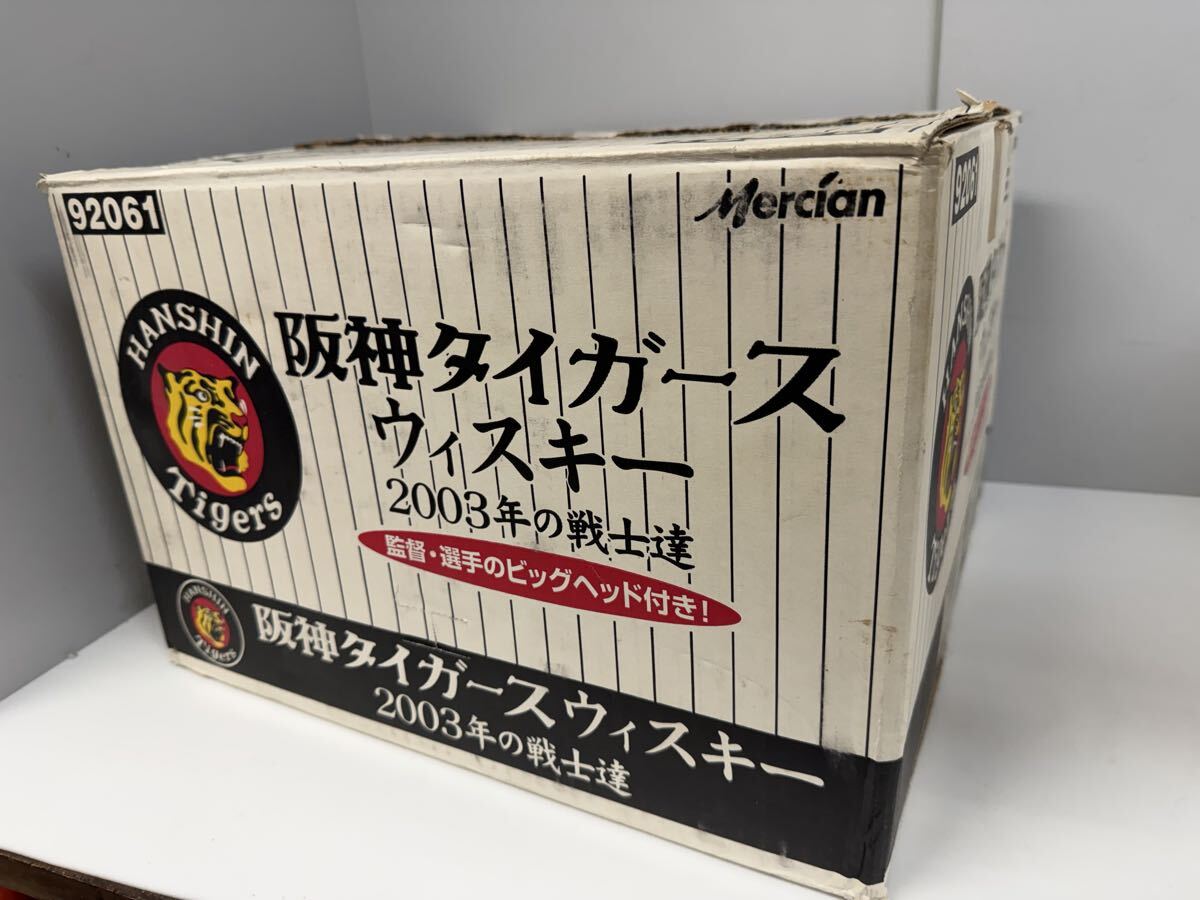 92061
Mercian
HANSHIN
Tigers
阪神タイガース
ウィスキー
2003年の戦士達
監督・選手のビッグヘッド付き!
HANSHIN
Tigers
阪神タイガースウィスキー
2003年の戦士達
92061